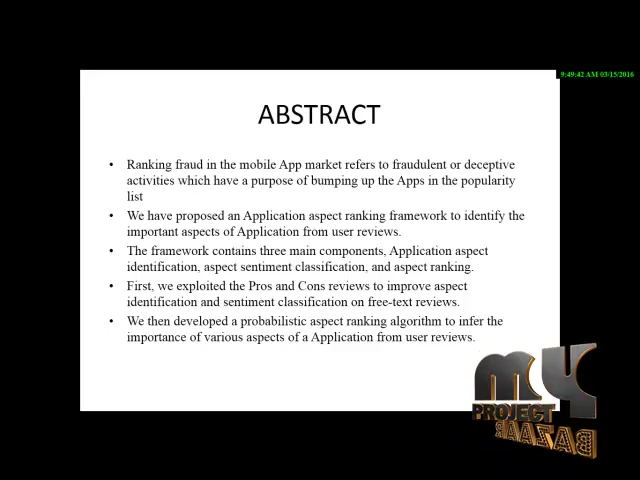 9:49:42 AM 03/15/2016
ABSTRACT
• Ranking fraud in the mobile App market refers to fraudulent or deceptive
activities which have a purpose of bumping up the Apps in the popularity
list
• We have proposed an Application aspect ranking framework to identify the
important aspects of Application from user reviews.
• The framework contains three main components, Application aspect
identification, aspect sentiment classification, and aspect ranking.
• First, we exploited the Pros and Cons reviews to improve aspect
identification and sentiment classification on free-text reviews.
• We then developed a probabilistic aspect ranking algorithm to infer the
importance of various aspects of a Application from user reviews.
MY
PROJECT
BAZAAR